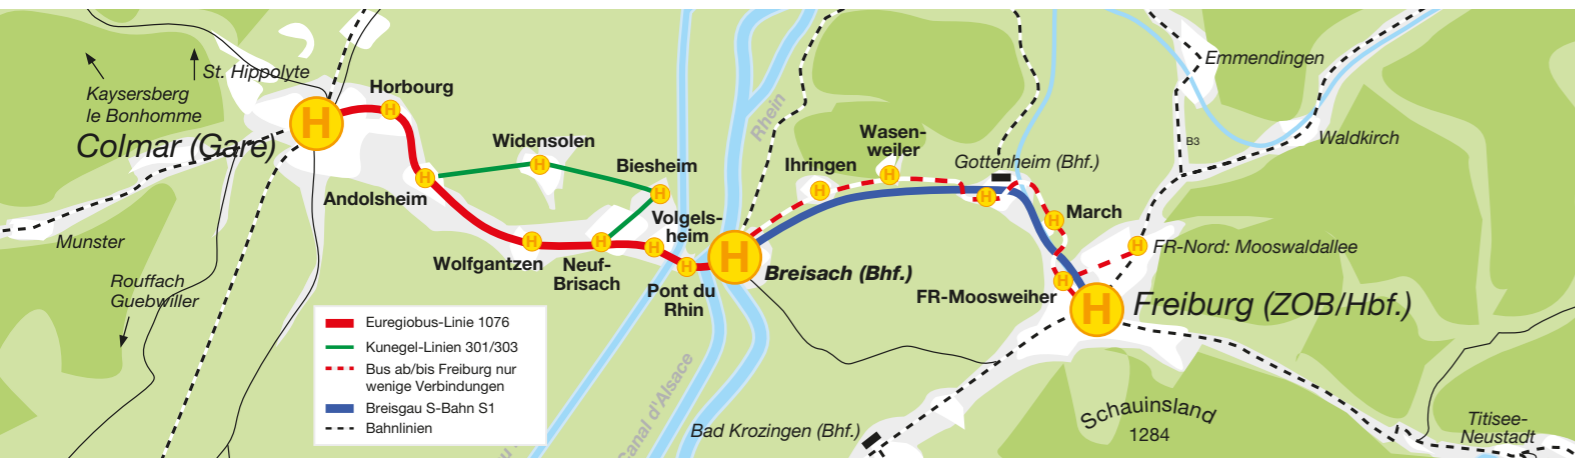 Kaysersberg
le Bonhomme
St. Hippolyte
Colmar (Gare)
H
Horbourg
H
Andolsheim
H
Widensolen
H
Biesheim
H
Munster
Rouffach
Guebwiller
Wolfgantzen
H
Neuf-
Brisach
H
Volgels-
heim
H
Pont du
Rhin
H
Breisach (Bhf.)
H
Rhein
Ihringen
H
Wasen-
weiler
H
Gottenheim (Bhf.)
H
March
H
FR-Nord: Mooswaldallee
H
FR-Moosweiher
H
Freiburg (ZOB/Hbf.)
H
Emmendingen
B3
Waldkirch
Canal d'Alsace
Bad Krozingen (Bhf.)
Schauinsland
1284
Titisee-
Neustadt
Euregiobus-Linie 1076
Kunegel-Linien 301/303
Bus ab/bis Freiburg nur
wenige Verbindungen
Breisgau S-Bahn S1
Bahnlinien